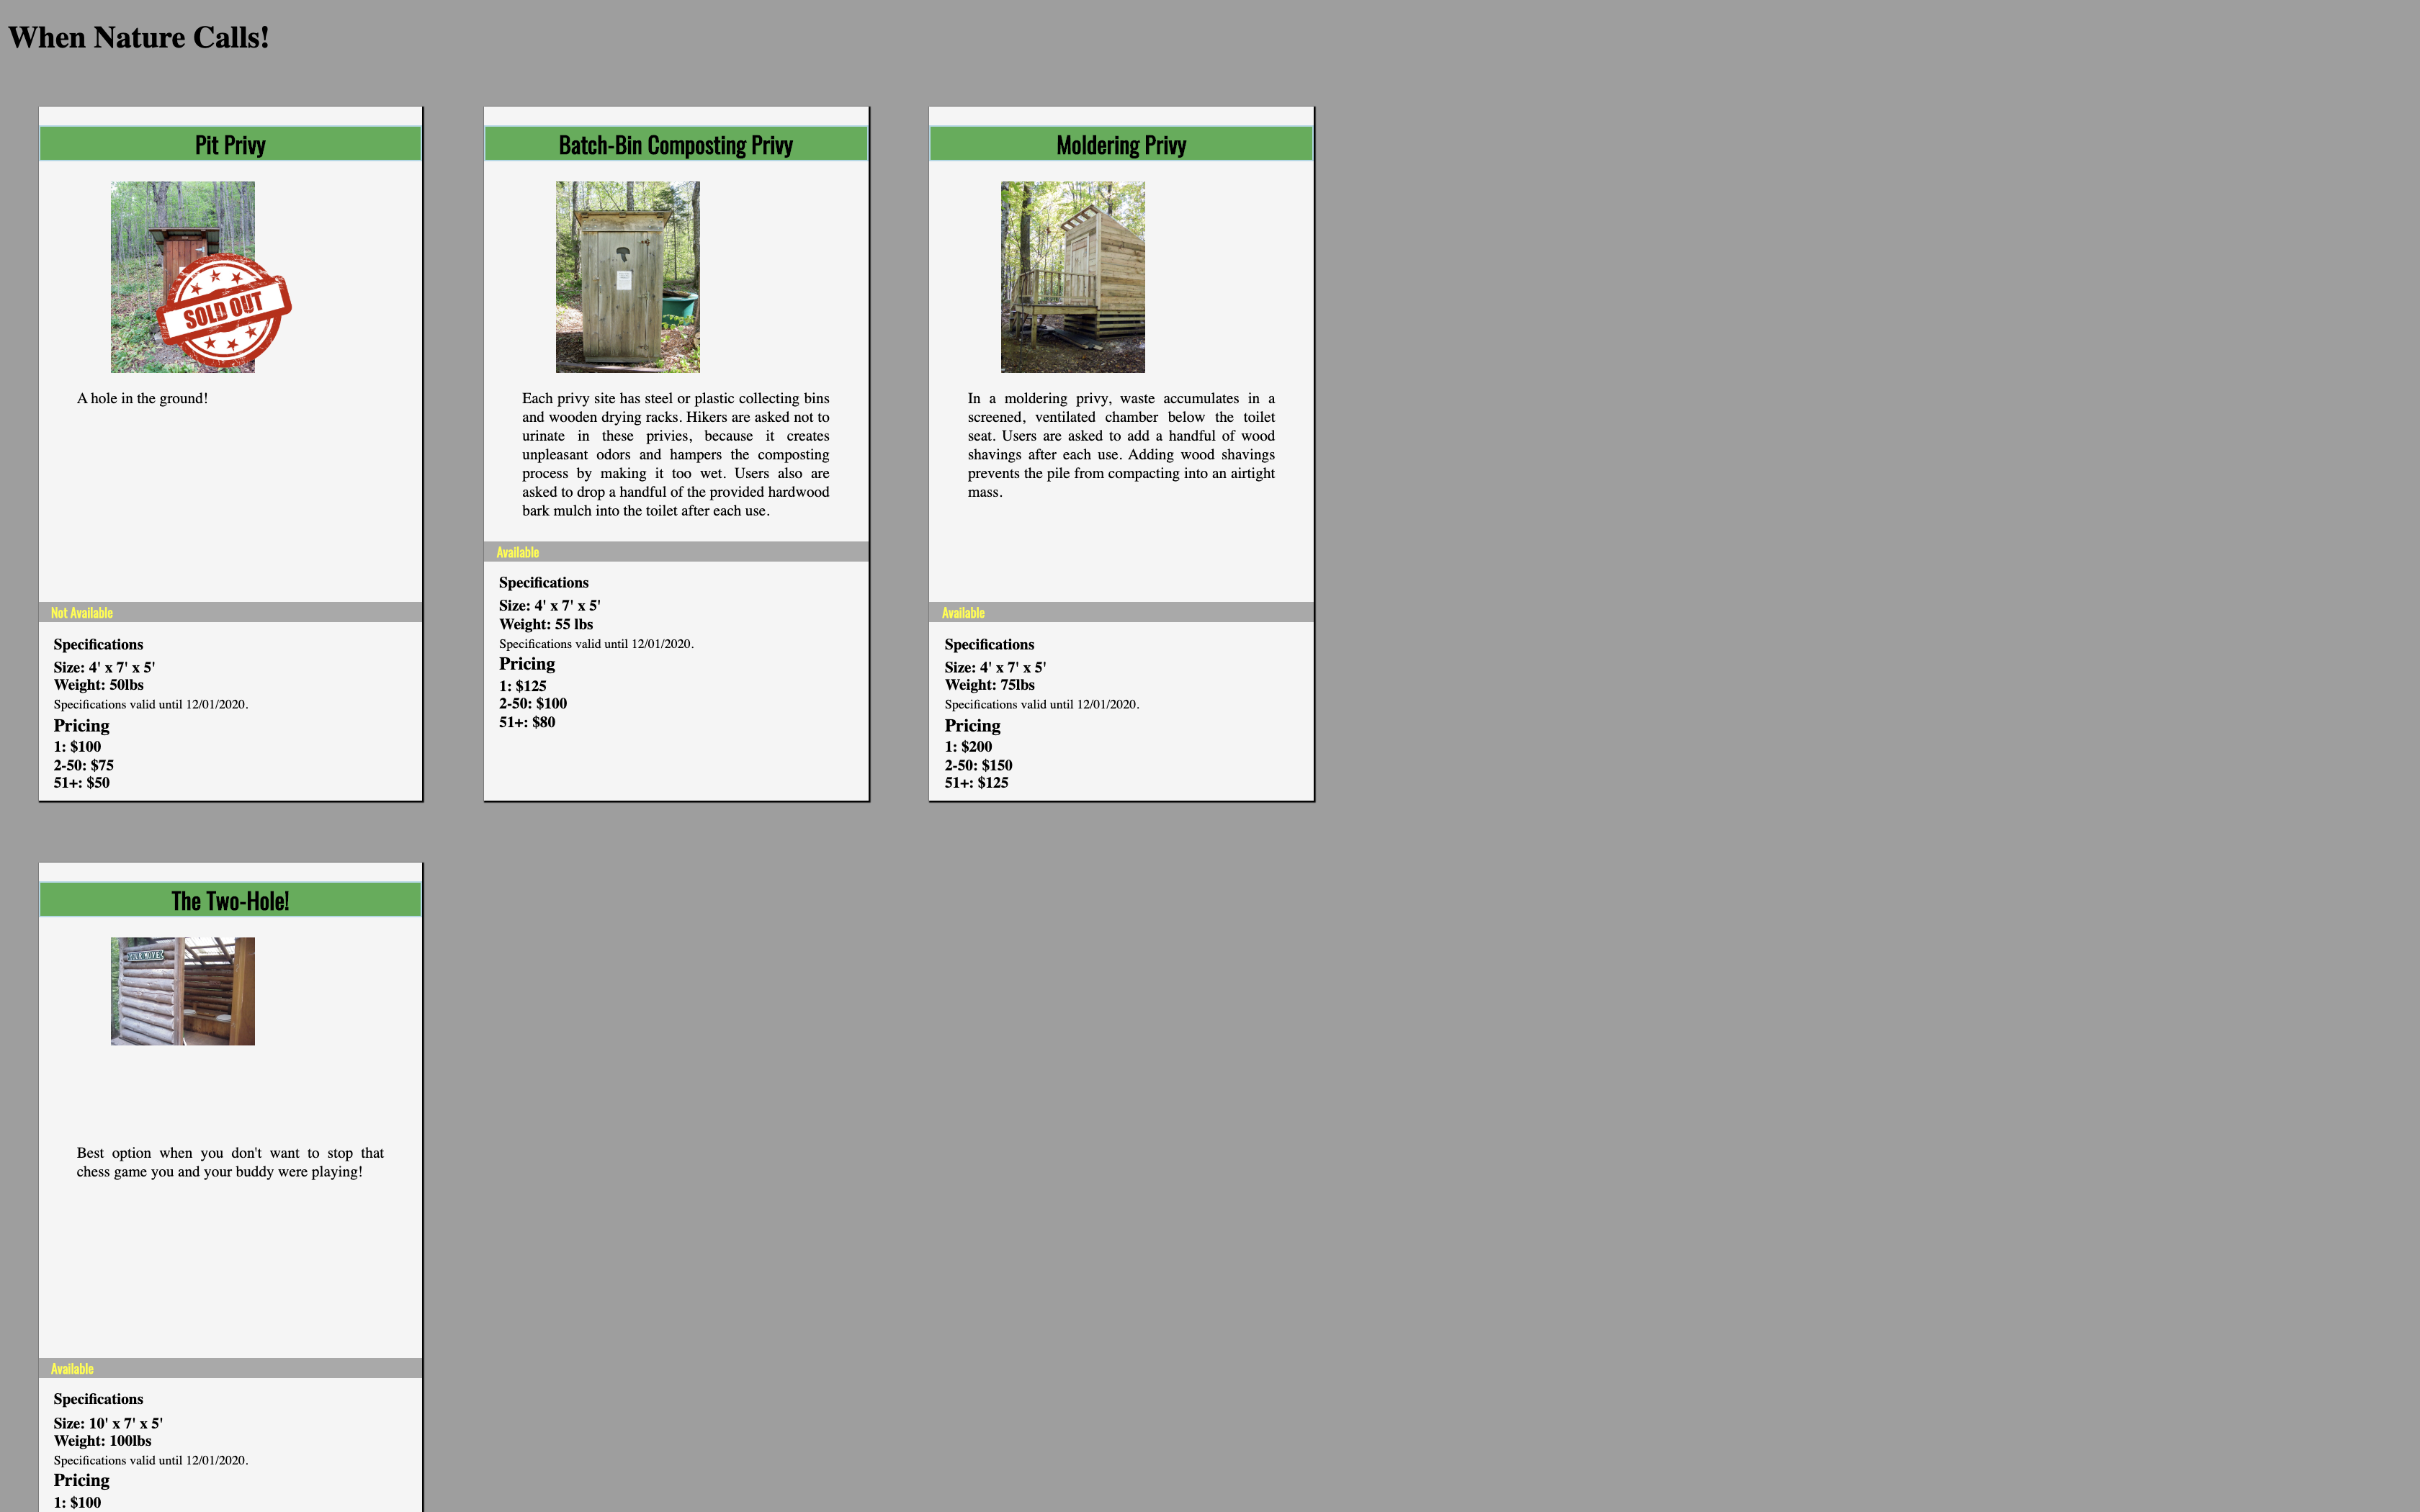 When Nature Calls!
Pit Privy
SOLD OUT
A hole in the ground!
Not Available
Specifications
Size: 4' x 7' x 5'
Weight: 50lbs
Specifications valid until 12/01/2020.
Pricing
1: $100
2-50: $75
51+: $50
Batch-Bin Composting Privy
Each privy site has steel or plastic collecting bins
and wooden drying racks. Hikers are asked not to
urinate in these privies, because it creates
unpleasant odors and hampers the composting
process by making it too wet. Users also are
asked to drop a handful of the provided hardwood
bark mulch into the toilet after each use.
Available
Specifications
Size: 4' x 7' x 5'
Weight: 55 lbs
Specifications valid until 12/01/2020.
Pricing
1: $125
2-50: $100
51+: $80
Moldering Privy
In a moldering privy, waste accumulates in a
screened, ventilated chamber below the toilet
seat. Users are asked to add a handful of wood
shavings after each use. Adding wood shavings
prevents the pile from compacting into an airtight
mass.
Available
Specifications
Size: 4' x 7' x 5'
Weight: 75lbs
Specifications valid until 12/01/2020.
Pricing
1: $200
2-50: $150
51+: $125
The Two-Hole!
Best option when you don't want to stop that
chess game you and your buddy were playing!
Available
Specifications
Size: 10' x 7' x 5'
Weight: 100lbs
Specifications valid until 12/01/2020.
Pricing
1: $100